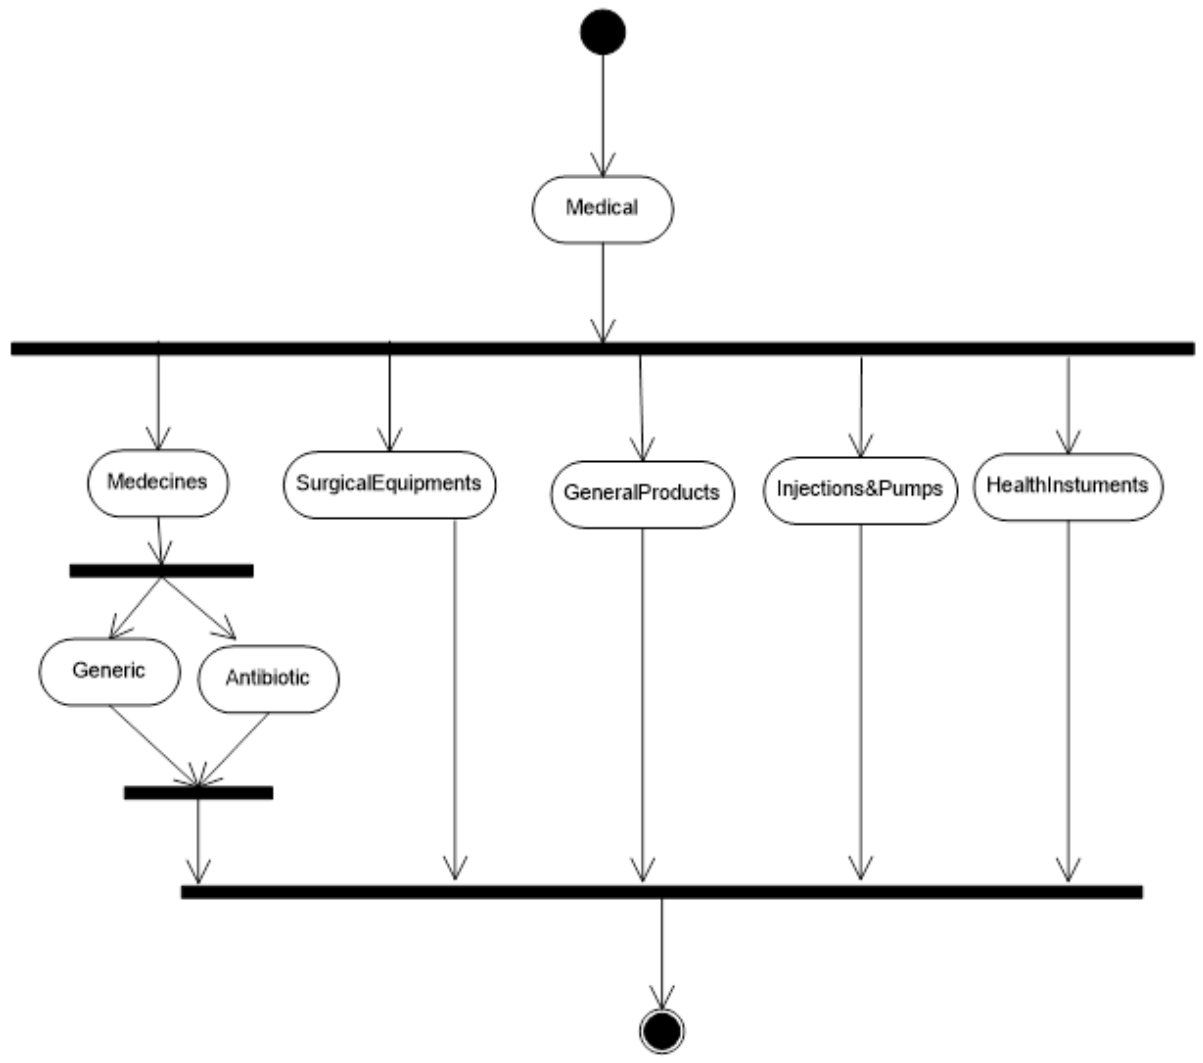 Medical
Medecines
SurgicalEquipments
GeneralProducts
Injections&Pumps
HealthInstuments
Generic
Antibiotic